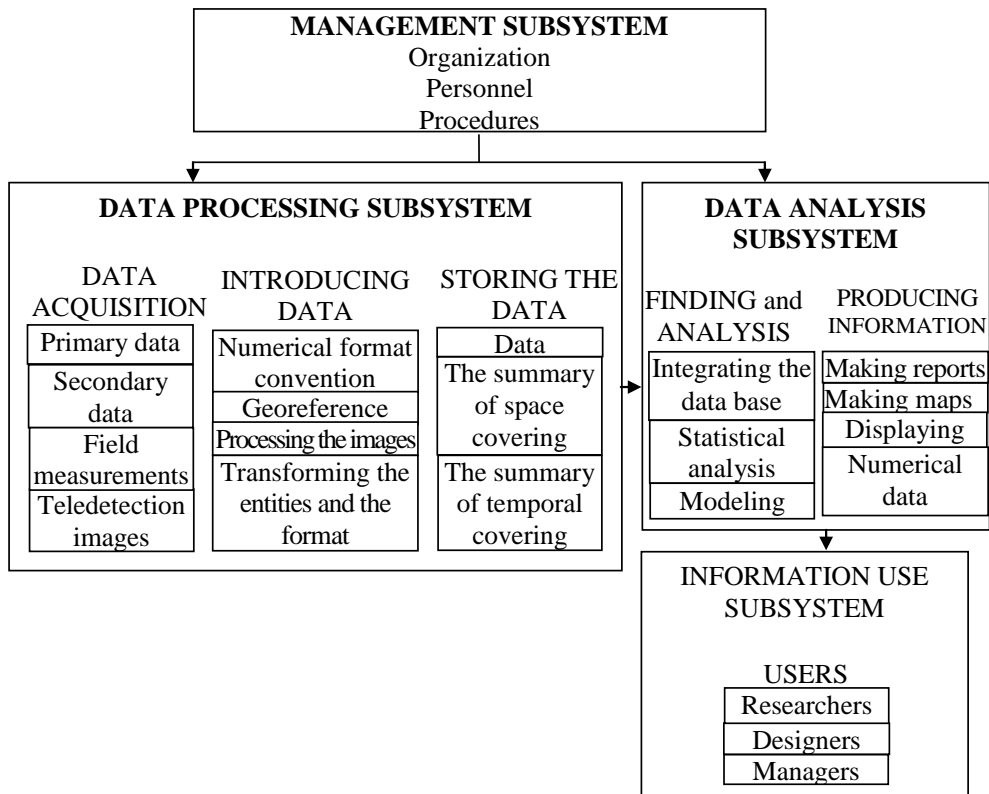 MANAGEMENT SUBSYSTEM
Organization
Personnel
Procedures
DATA PROCESSING SUBSYSTEM
DATA
ACQUISITION
Primary data
Secondary
data
Field
measurements
Teledetection
images
INTRODUCING
DATA
Numerical format
convention
Georeference
Processing the images
Transforming the
entities and the
format
STORING THE
DATA
Data
The summary
of space
covering
The summary
of temporal
covering
DATA ANALYSIS
SUBSYSTEM
FINDING and
ANALYSIS
Integrating the
data base
Statistical
analysis
Modeling
PRODUCING
INFORMATION
Making reports
Making maps
Displaying
Numerical
data
INFORMATION USE
SUBSYSTEM
USERS
Researchers
Designers
Managers